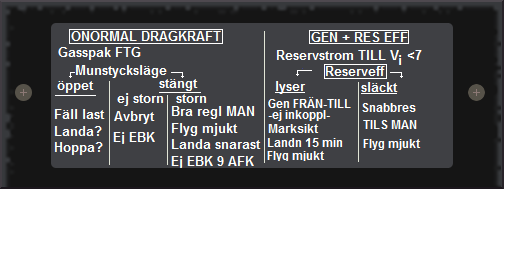 ONORMAL DRAGKRAFT
Gasspak FTG
Munstycksläge
öppet
Fäll last
Landa?
Hoppa?
stängt
ej storn
Avbryt
Ej EBK
storn
Bra regl MAN
Flyg mjukt
Landa snarast
Ej EBK 9 AFK
GEN + RES EFF
Reservstrom TILL Vi <7
Reserveff
lyser
Gen FRÄN-TILL
-ej inkoppl-
Marksikt
Landn 15 min
Flyg mjukt
släckt
Snabbres
TILS MAN
Flyg mjukt